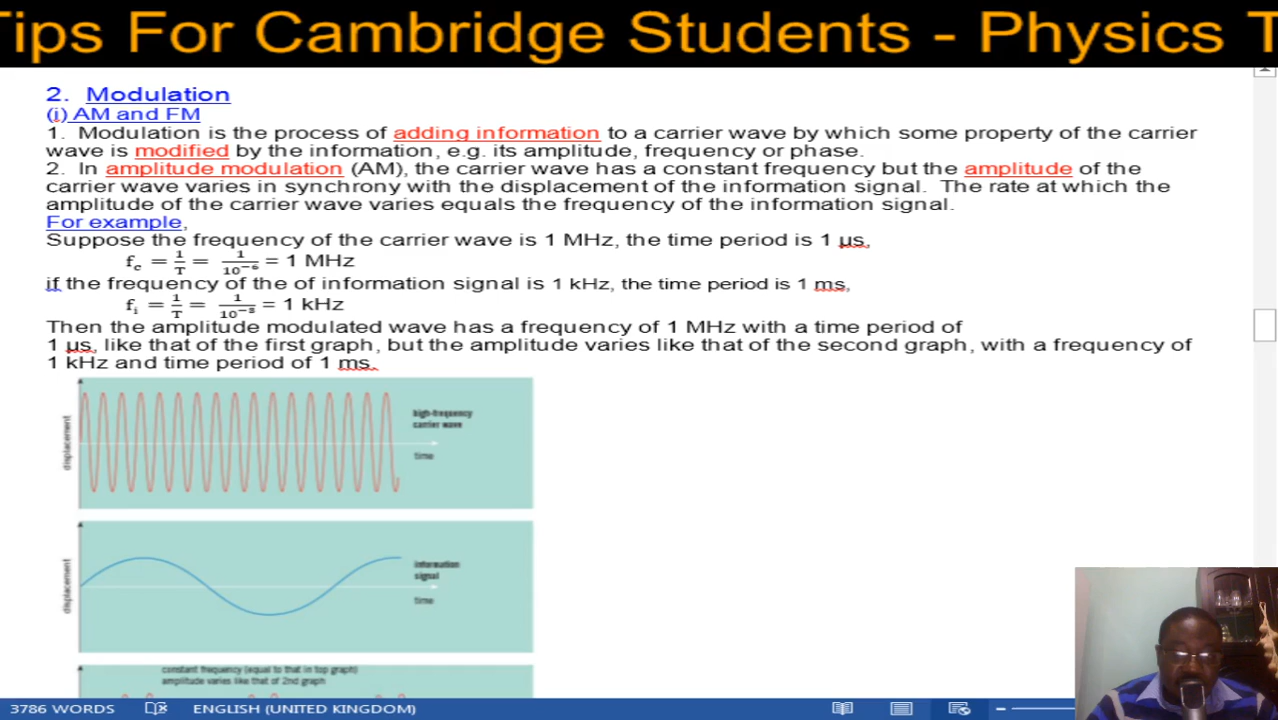 Tips For Cambridge Students - Physics T
2. Modulation
(i) AM and FM
1. Modulation is the process of adding information to a carrier wave by which some property of the carrier
wave is modified by the information, e.g. its amplitude, frequency or phase.
2. In amplitude modulation (AM), the carrier wave has a constant frequency but the amplitude of the
carrier wave varies in synchrony with the displacement of the information signal. The rate at which the
amplitude of the carrier wave varies equals the frequency of the information signal.
For example,
Suppose the frequency of the carrier wave is 1 MHz, the time period is 1 µs,
f_c = 1/T = 1/10⁻⁶ = 1 MHz
if the frequency of the of information signal is 1 kHz, the time period is 1 ms,
f_i = 1/T = 1/10⁻³ = 1 kHz
Then the amplitude modulated wave has a frequency of 1 MHz with a time period of
1 µs, like that of the first graph, but the amplitude varies like that of the second graph, with a frequency of
1 kHz and time period of 1 ms.
displacement
high-frequency
carrier wave
time
displacement
information
signal
time
constant frequency (equal to that in top graph)
amplitude varies like that of 2nd graph
3786 WORDS ENGLISH (UNITED KINGDOM)